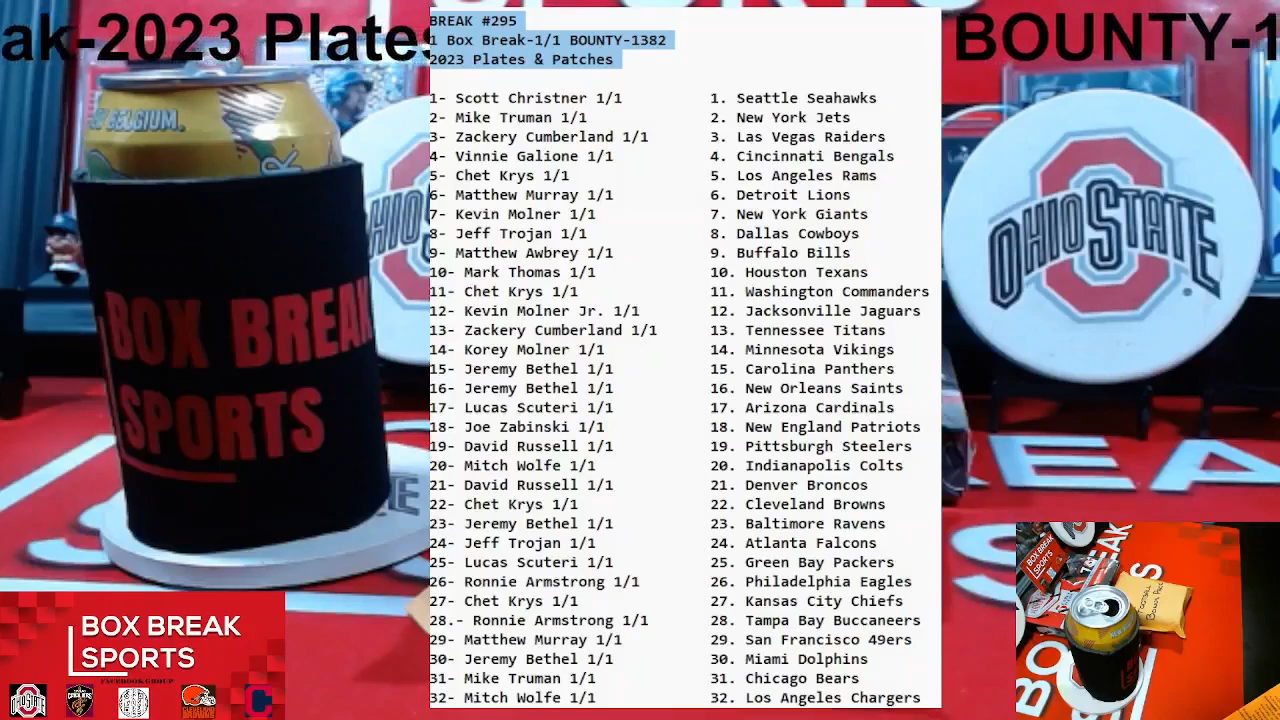 ak-2023 Plates
BOUNTY-1
BREAK #295
1 Box Break-1/1 BOUNTY-1382
2023 Plates & Patches
1- Scott Christner 1/1 1. Seattle Seahawks
2- Mike Truman 1/1 2. New York Jets
3- Zackery Cumberland 1/1 3. Las Vegas Raiders
4- Vinnie Galione 1/1 4. Cincinnati Bengals
5- Chet Krys 1/1 5. Los Angeles Rams
6- Matthew Murray 1/1 6. Detroit Lions
7- Kevin Molner 1/1 7. New York Giants
8- Jeff Trojan 1/1 8. Dallas Cowboys
9- Matthew Awbrey 1/1 9. Buffalo Bills
10- Mark Thomas 1/1 10. Houston Texans
11- Chet Krys 1/1 11. Washington Commanders
12- Kevin Molner Jr. 1/1 12. Jacksonville Jaguars
13- Zackery Cumberland 1/1 13. Tennessee Titans
14- Korey Molner 1/1 14. Minnesota Vikings
15- Jeremy Bethel 1/1 15. Carolina Panthers
16- Jeremy Bethel 1/1 16. New Orleans Saints
17- Lucas Scuteri 1/1 17. Arizona Cardinals
18- Joe Zabinski 1/1 18. New England Patriots
19- David Russell 1/1 19. Pittsburgh Steelers
20- Mitch Wolfe 1/1 20. Indianapolis Colts
21- David Russell 1/1 21. Denver Broncos
22- Chet Krys 1/1 22. Cleveland Browns
23- Jeremy Bethel 1/1 23. Baltimore Ravens
24- Jeff Trojan 1/1 24. Atlanta Falcons
25- Lucas Scuteri 1/1 25. Green Bay Packers
26- Ronnie Armstrong 1/1 26. Philadelphia Eagles
27- Chet Krys 1/1 27. Kansas City Chiefs
28.- Ronnie Armstrong 1/1 28. Tampa Bay Buccaneers
29- Matthew Murray 1/1 29. San Francisco 49ers
30- Jeremy Bethel 1/1 30. Miami Dolphins
31- Mike Truman 1/1 31. Chicago Bears
32- Mitch Wolfe 1/1 32. Los Angeles Chargers
BELGIUM.
BOX BREAK
SPORTS
OHIO STATE
BOX BREAK
SPORTS
FACEBOOK GROUP
OHIO STATE
CAVALIERS
CLEVELAND
BROWNS
BOX BREAK
SPORTS
FOOTBALL